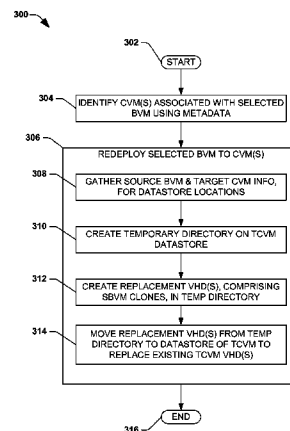 300
302
START
304
IDENTIFY CVM(S) ASSOCIATED WITH SELECTED
BVM USING METADATA
306
REDEPLOY SELECTED BVM TO CVM(S)
308
GATHER SOURCE BVM & TARGET CVM INFO,
FOR DATASTORE LOCATIONS
310
CREATE TEMPORARY DIRECTORY ON TCVM
DATASTORE
312
CREATE REPLACEMENT VHD(S), COMPRISING
SBVM CLONES, IN TEMP DIRECTORY
314
MOVE REPLACEMENT VHD(S) FROM TEMP
DIRECTORY TO DATASTORE OF TCVM TO
REPLACE EXISTING TCVM VHD(S)
END
316